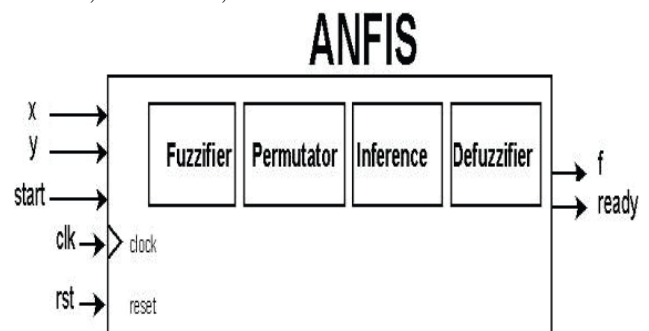 ANFIS
x
y
start
clk
rst
clock
reset
Fuzzifier
Permutator
Inference
Defuzzifier
f
ready